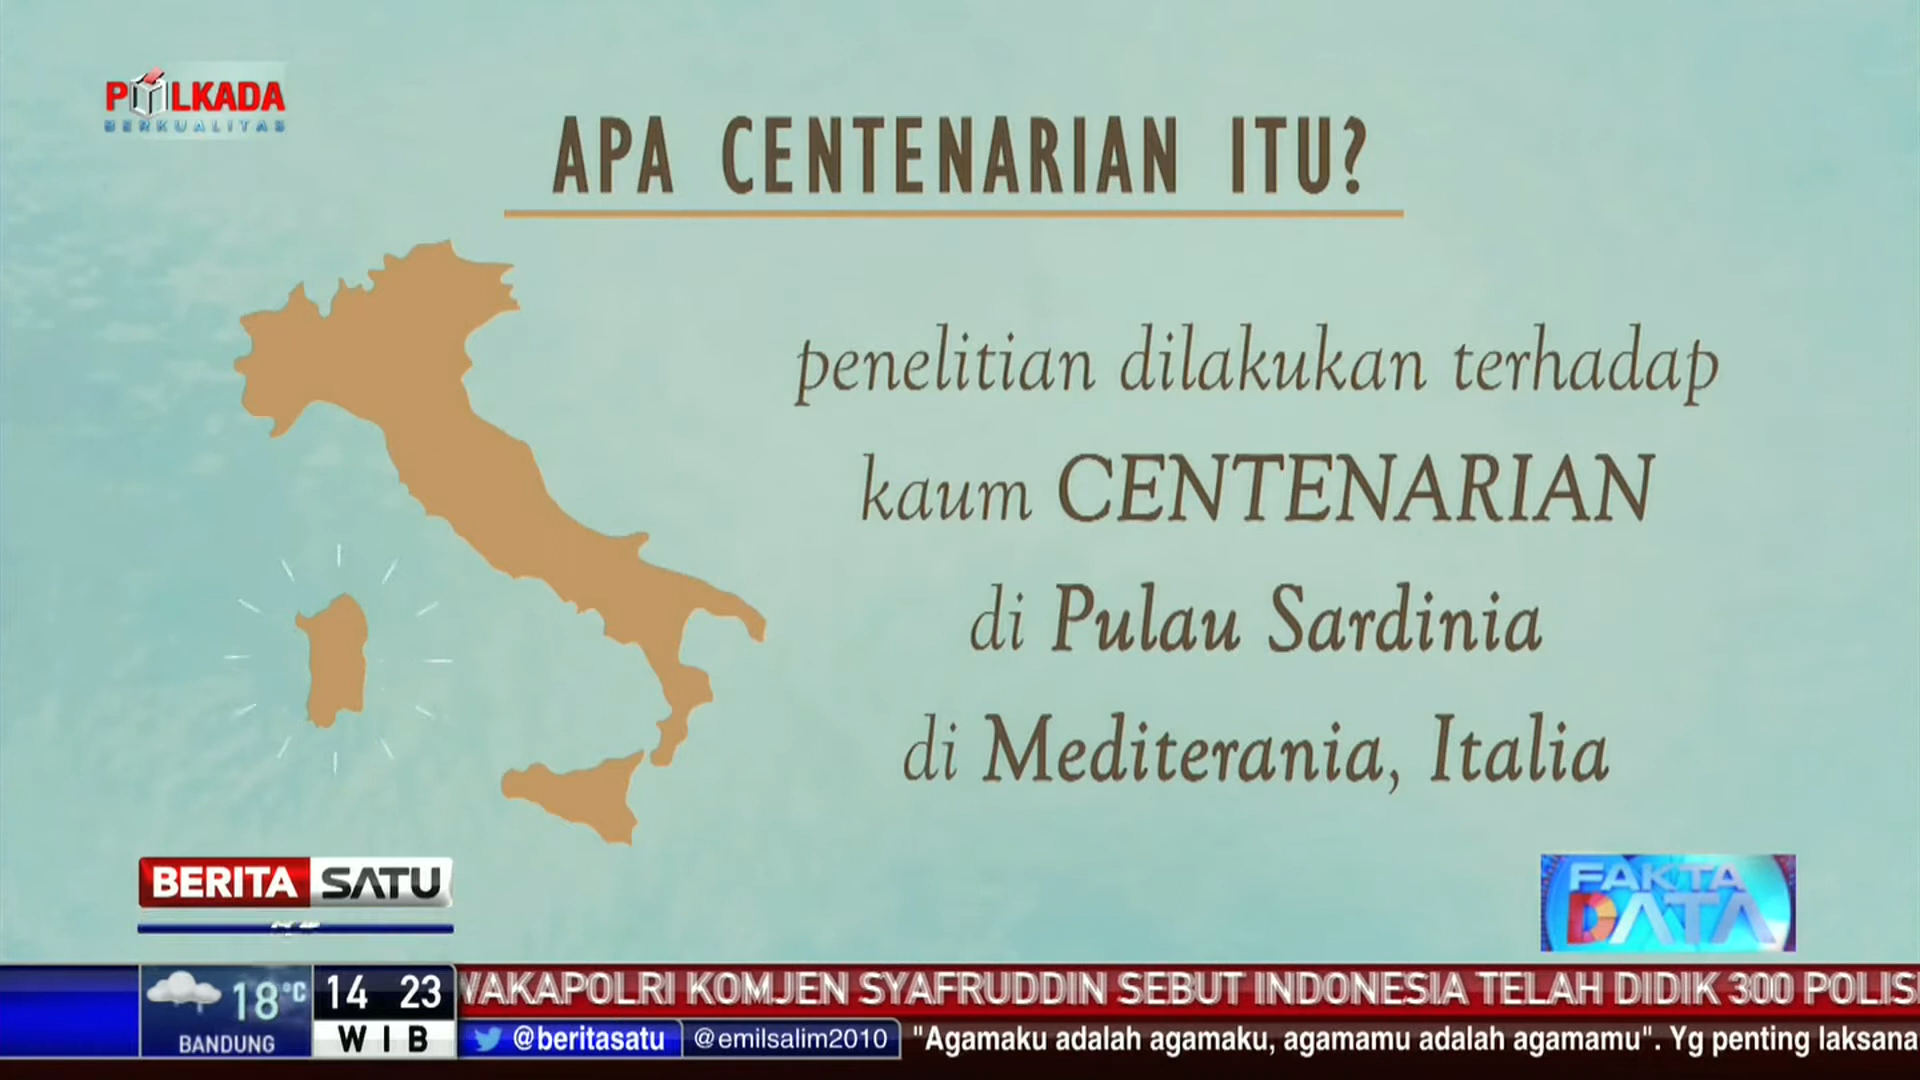 PILKADA
BERKUALITAS
APA CENTENARIAN ITU?
penelitian dilakukan terhadap
kaum CENTENARIAN
di Pulau Sardinia
di Mediterania, Italia
BERITA SATU
FAKTA
DATA
18°C
BANDUNG
14 23
WIB
WAKAPOLRI KOMJEN SYAFRUDDIN SEBUT INDONESIA TELAH DIDIK 300 POLIS
@beritasatu @emilsalim2010 "Agamaku adalah agamaku, agamamu adalah agamamu". Yg penting laksana